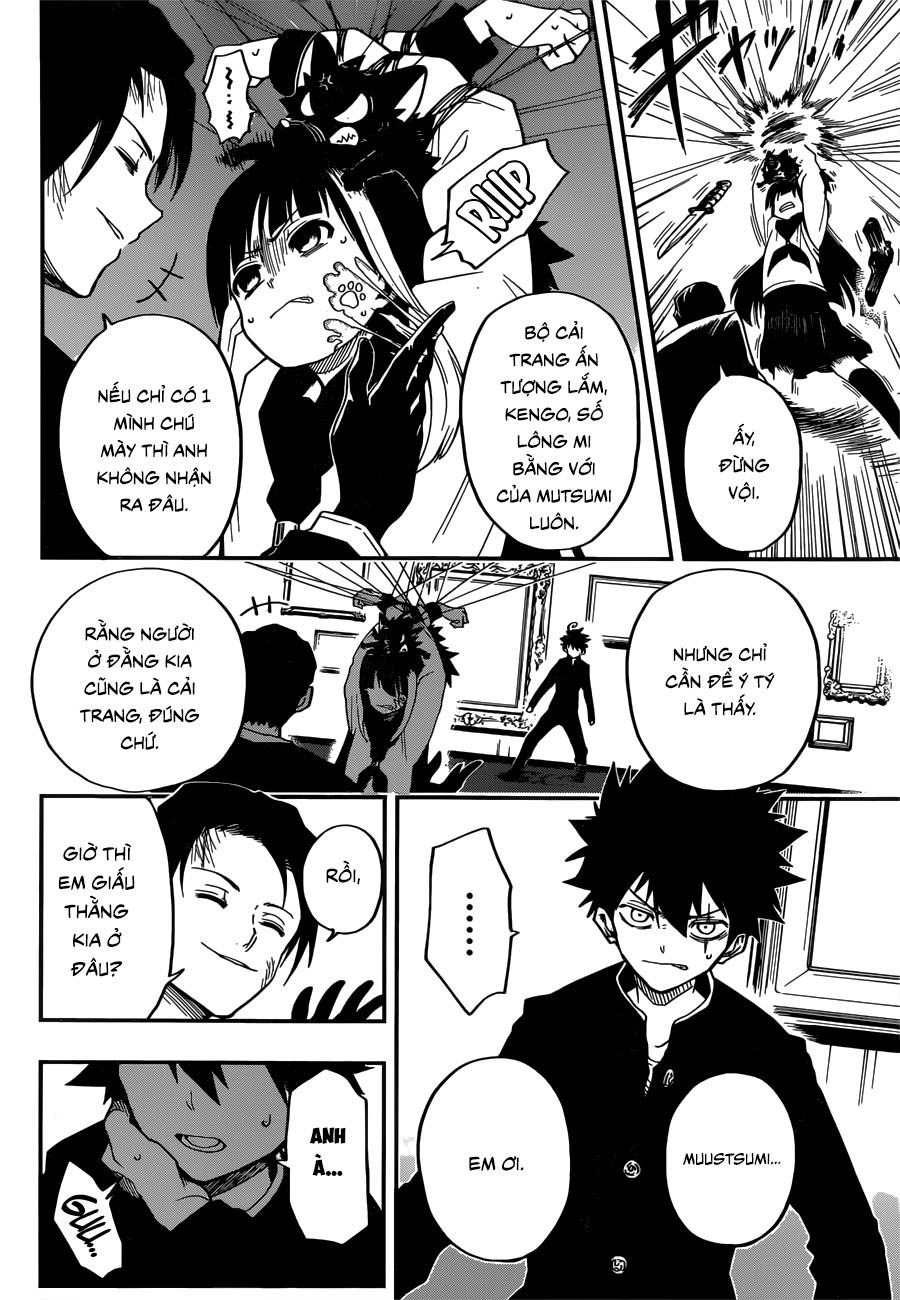 ẤY,
ĐỪNG
VỘI.
RIIIP
BỘ CẢI
TRANG ẤN
TƯỢNG LẮM,
KENGO, SỐ
LÔNG MI
BẰNG VỚI
CỦA MUTSUMI
LUÔN.
NẾU CHỈ CÓ 1
MÌNH CHÚ
MÀY THÌ ANH
KHÔNG NHẬN
RA ĐÂU.
NHƯNG CHỈ
CẦN ĐỂ Ý TÝ
LÀ THẤY.
RẰNG NGƯỜI
Ở ĐẰNG KIA
CŨNG LÀ CẢI
TRANG, ĐÚNG
CHỨ.
......
MUUSTSUMI...
EM ƠI.
RỒI,
GIỜ THÌ
EM GIẤU
THẰNG
KIA Ở
ĐÂU?
ANH
À...
GUU...